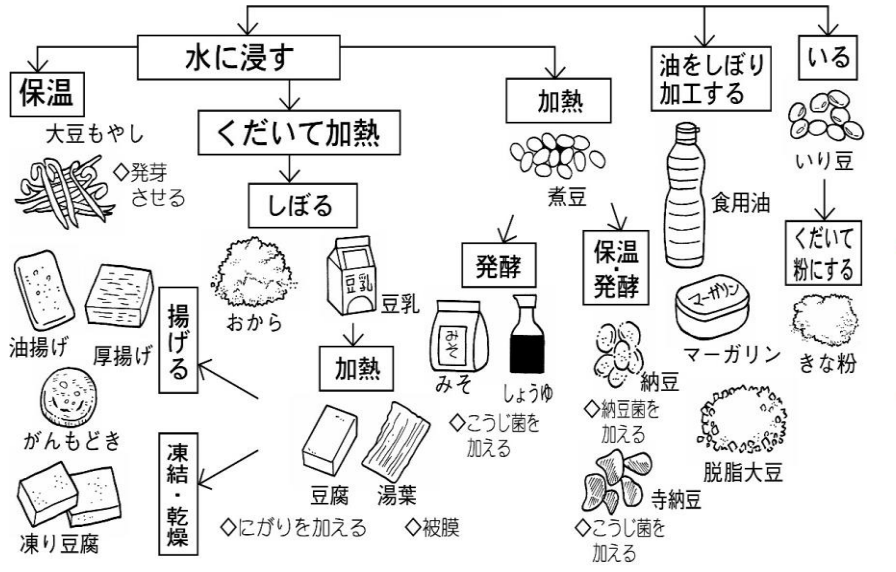 水に浸す
保温
大豆もやし
◇発芽
させる
くだいて加熱
しぼる
おから
豆乳
豆乳
加熱
豆腐
◇にがりを加える
湯葉
◇被膜
揚げる
油揚げ
厚揚げ
がんもどき
凍結・乾燥
凍り豆腐
加熱
煮豆
発酵
みそ
みそ
しょうゆ
◇こうじ菌を
加える
保温・
発酵
納豆
◇納豆菌を
加える
寺納豆
◇こうじ菌を
加える
油をしぼり
加工する
食用油
マーガリン
マーガリン
脱脂大豆
いる
いり豆
くだいて
粉にする
きな粉